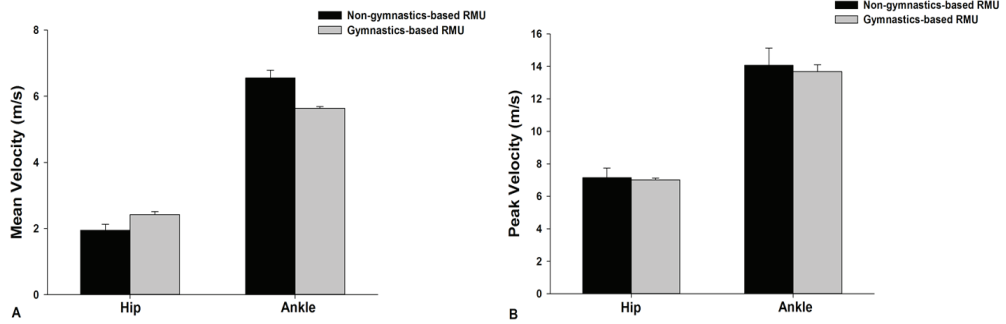 Non-gymnastics-based RMU
Gymnastics-based RMU
8
6
4
2
0
Mean Velocity (m/s)
Hip
Ankle
A
Non-gymnastics-based RMU
Gymnastics-based RMU
16
14
12
10
8
6
4
2
0
Peak Velocity (m/s)
Hip
Ankle
B